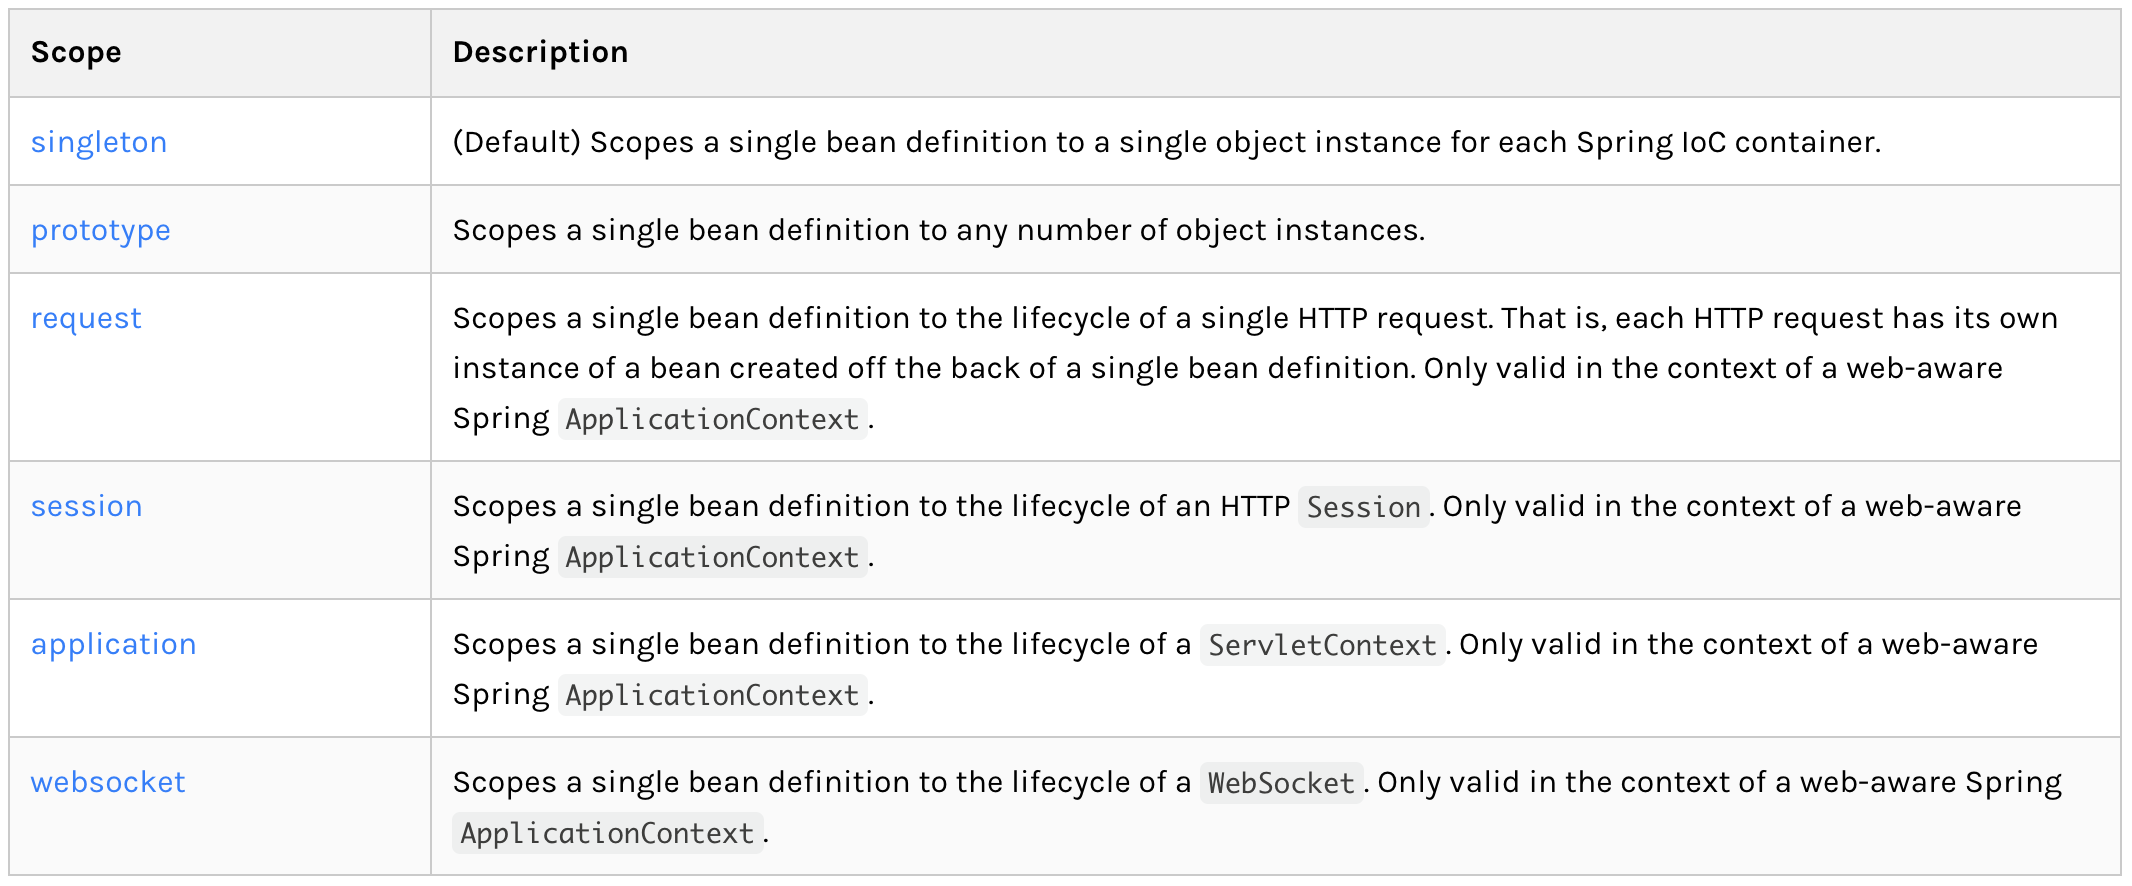 Scope Description
singleton (Default) Scopes a single bean definition to a single object instance for each Spring IoC container.
prototype Scopes a single bean definition to any number of object instances.
request Scopes a single bean definition to the lifecycle of a single HTTP request. That is, each HTTP request has its own
instance of a bean created off the back of a single bean definition. Only valid in the context of a web-aware
Spring ApplicationContext.
session Scopes a single bean definition to the lifecycle of an HTTP Session. Only valid in the context of a web-aware
Spring ApplicationContext.
application Scopes a single bean definition to the lifecycle of a ServletContext. Only valid in the context of a web-aware
Spring ApplicationContext.
websocket Scopes a single bean definition to the lifecycle of a WebSocket. Only valid in the context of a web-aware Spring
ApplicationContext.